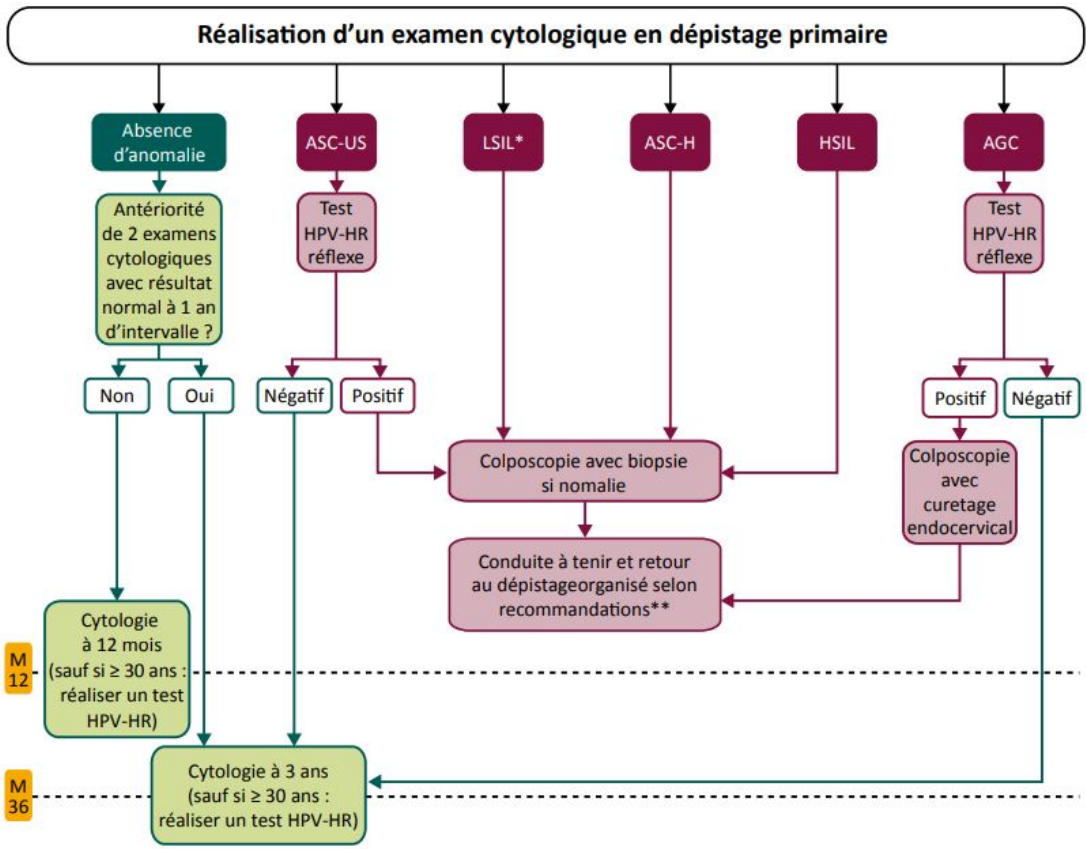 Réalisation d’un examen cytologique en dépistage primaire
Absence
d’anomalie
ASC-US
LSIL*
ASC-H
HSIL
AGC
Antériorité
de 2 examens
cytologiques
avec résultat
normal à 1 an
d’intervalle ?
Test
HPV-HR
réflexe
Test
HPV-HR
réflexe
Non
Oui
Négatif
Positif
Positif
Négatif
Colposcopie avec biopsie
si nomalie
Colposcopie
avec
curetage
endocervical
Conduite à tenir et retour
au dépistageorganisé selon
recommandations**
Cytologie
à 12 mois
(sauf si ≥ 30 ans :
réaliser un test
HPV-HR)
M
12
Cytologie à 3 ans
(sauf si ≥ 30 ans :
réaliser un test HPV-HR)
M
36